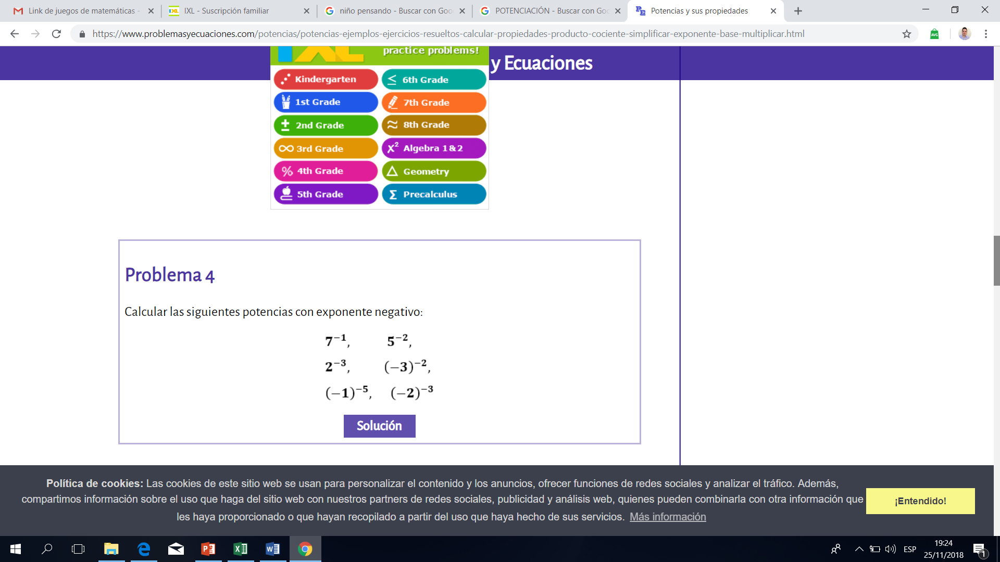 Link de juegos de matemáticas -
IXL - Suscripción familiar
niño pensando - Buscar con Goo
POTENCIACIÓN - Buscar con Goo
Potencias y sus propiedades
https://www.problemasyecuaciones.com/potencias/potencias-ejemplos-ejercicios-resueltos-calcular-propiedades-producto-cociente-simplificar-exponente-base-multiplicar.html
AVG
IXL
practice problems!
y Ecuaciones
Kindergarten
6th Grade
1st Grade
7th Grade
2nd Grade
8th Grade
3rd Grade
x² Algebra 1 & 2
% 4th Grade
Geometry
5th Grade
Σ Precalculus
Problema 4
Calcular las siguientes potencias con exponente negativo:
7⁻¹, 5⁻²,
2⁻³, (−3)⁻²,
(−1)⁻⁵, (−2)⁻³
Solución
Política de cookies: Las cookies de este sitio web se usan para personalizar el contenido y los anuncios, ofrecer funciones de redes sociales y analizar el tráfico. Además,
compartimos información sobre el uso que haga del sitio web con nuestros partners de redes sociales, publicidad y análisis web, quienes pueden combinarla con otra información que
les haya proporcionado o que hayan recopilado a partir del uso que haya hecho de sus servicios. Más información
¡Entendido!
ESP
19:24
25/11/2018
1